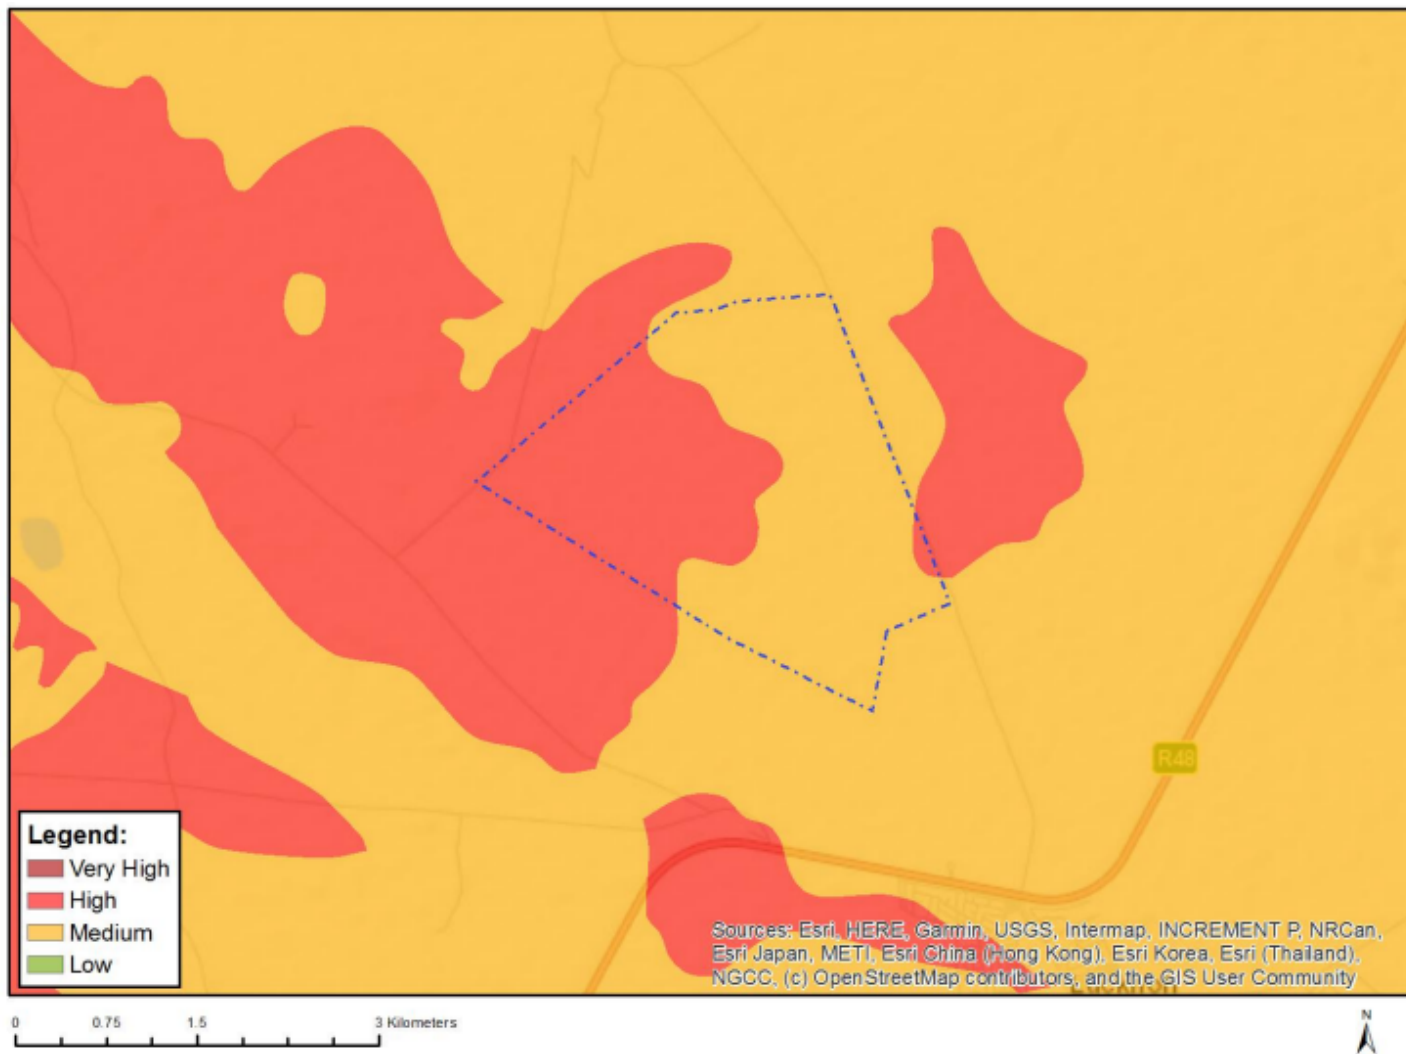 R48
Legend:
Very High
High
Medium
Low
Sources: Esri, HERE, Garmin, USGS, Intermap, INCREMENT P, NRCan,
Esri Japan, METI, Esri China (Hong Kong), Esri Korea, Esri (Thailand),
NGCC, (c) OpenStreetMap contributors, and the GIS User Community
0 0.75 1.5 3 Kilometers
N